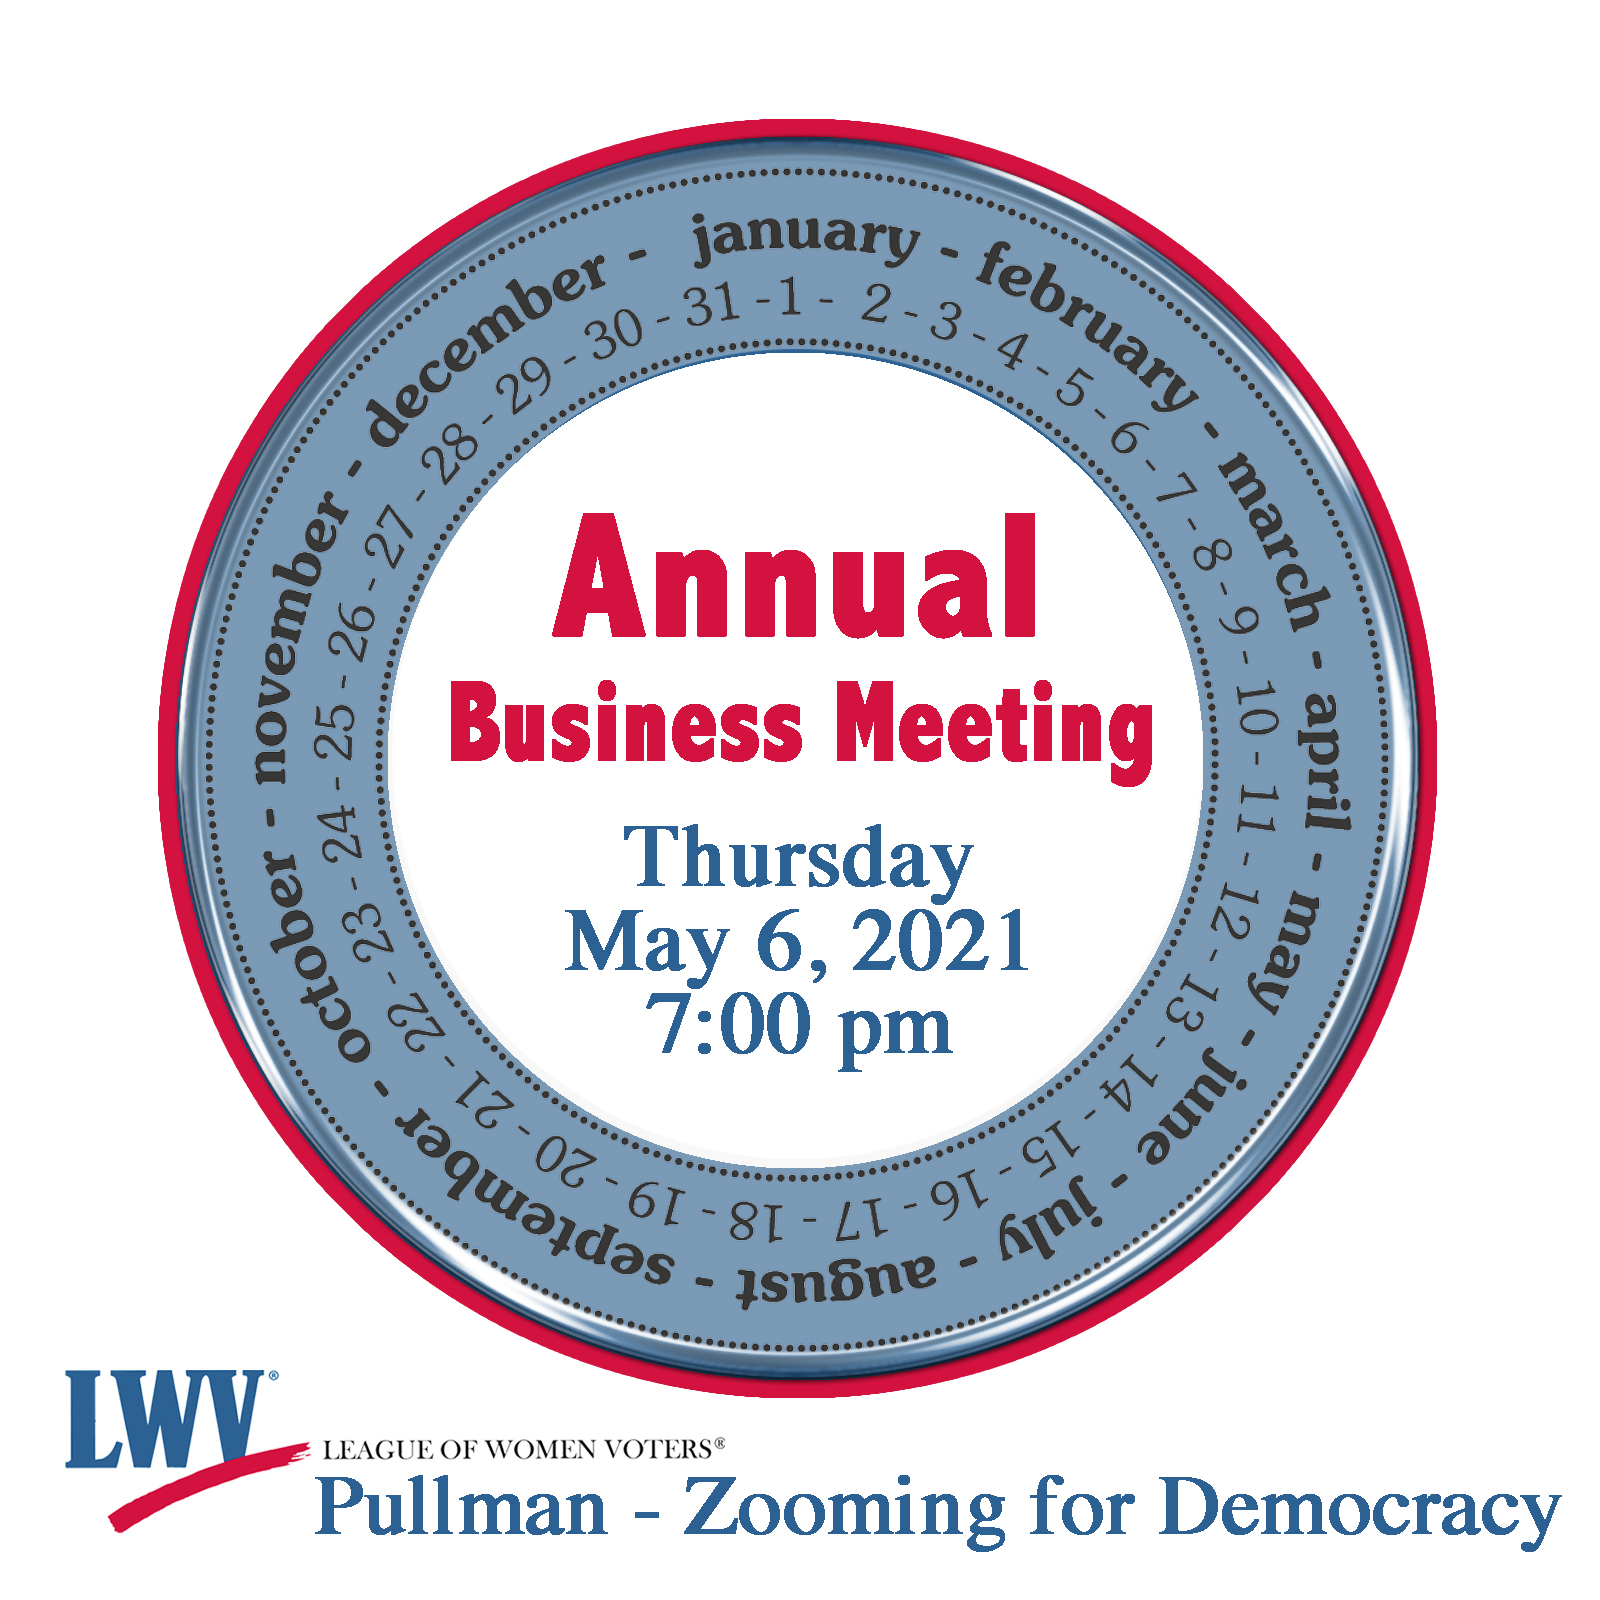 january - february - march - april - may - june - july - august - september - october - november - december -
1 - 2 - 3 - 4 - 5 - 6 - 7 - 8 - 9 - 10 - 11 - 12 - 13 - 14 - 15 - 16 - 17 - 18 - 19 - 20 - 21 - 22 - 23 - 24 - 25 - 26 - 27 - 28 - 29 - 30 - 31 -
Annual
Business Meeting
Thursday
May 6, 2021
7:00 pm
LWV®
LEAGUE OF WOMEN VOTERS®
Pullman - Zooming for Democracy